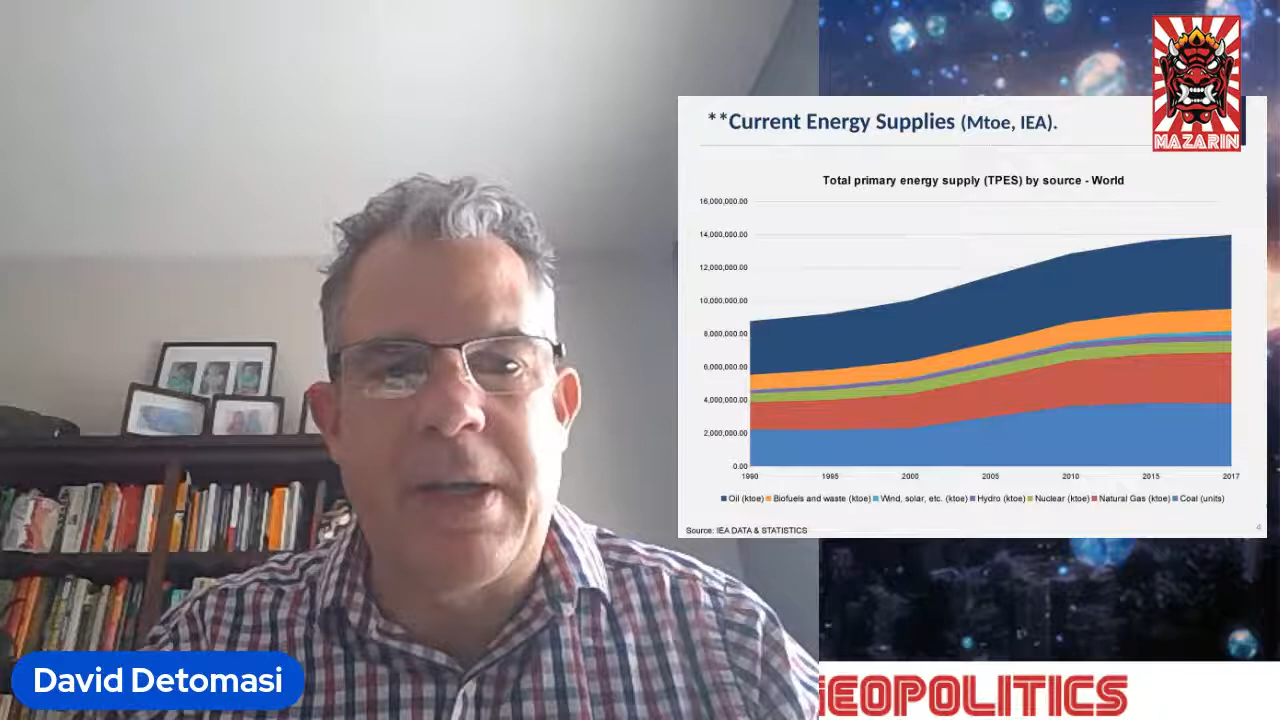 MAZARIN
**Current Energy Supplies (Mtoe, IEA).
Total primary energy supply (TPES) by source - World
16,000,000.00
14,000,000.00
12,000,000.00
10,000,000.00
8,000,000.00
6,000,000.00
4,000,000.00
2,000,000.00
0.00
1990 1995 2000 2005 2010 2015 2017
Oil (ktoe) Biofuels and waste (ktoe) Wind, solar, etc. (ktoe) Hydro (ktoe) Nuclear (ktoe) Natural Gas (ktoe) Coal (units)
Source: IEA DATA & STATISTICS
4
David Detomasi
GEOPOLITICS